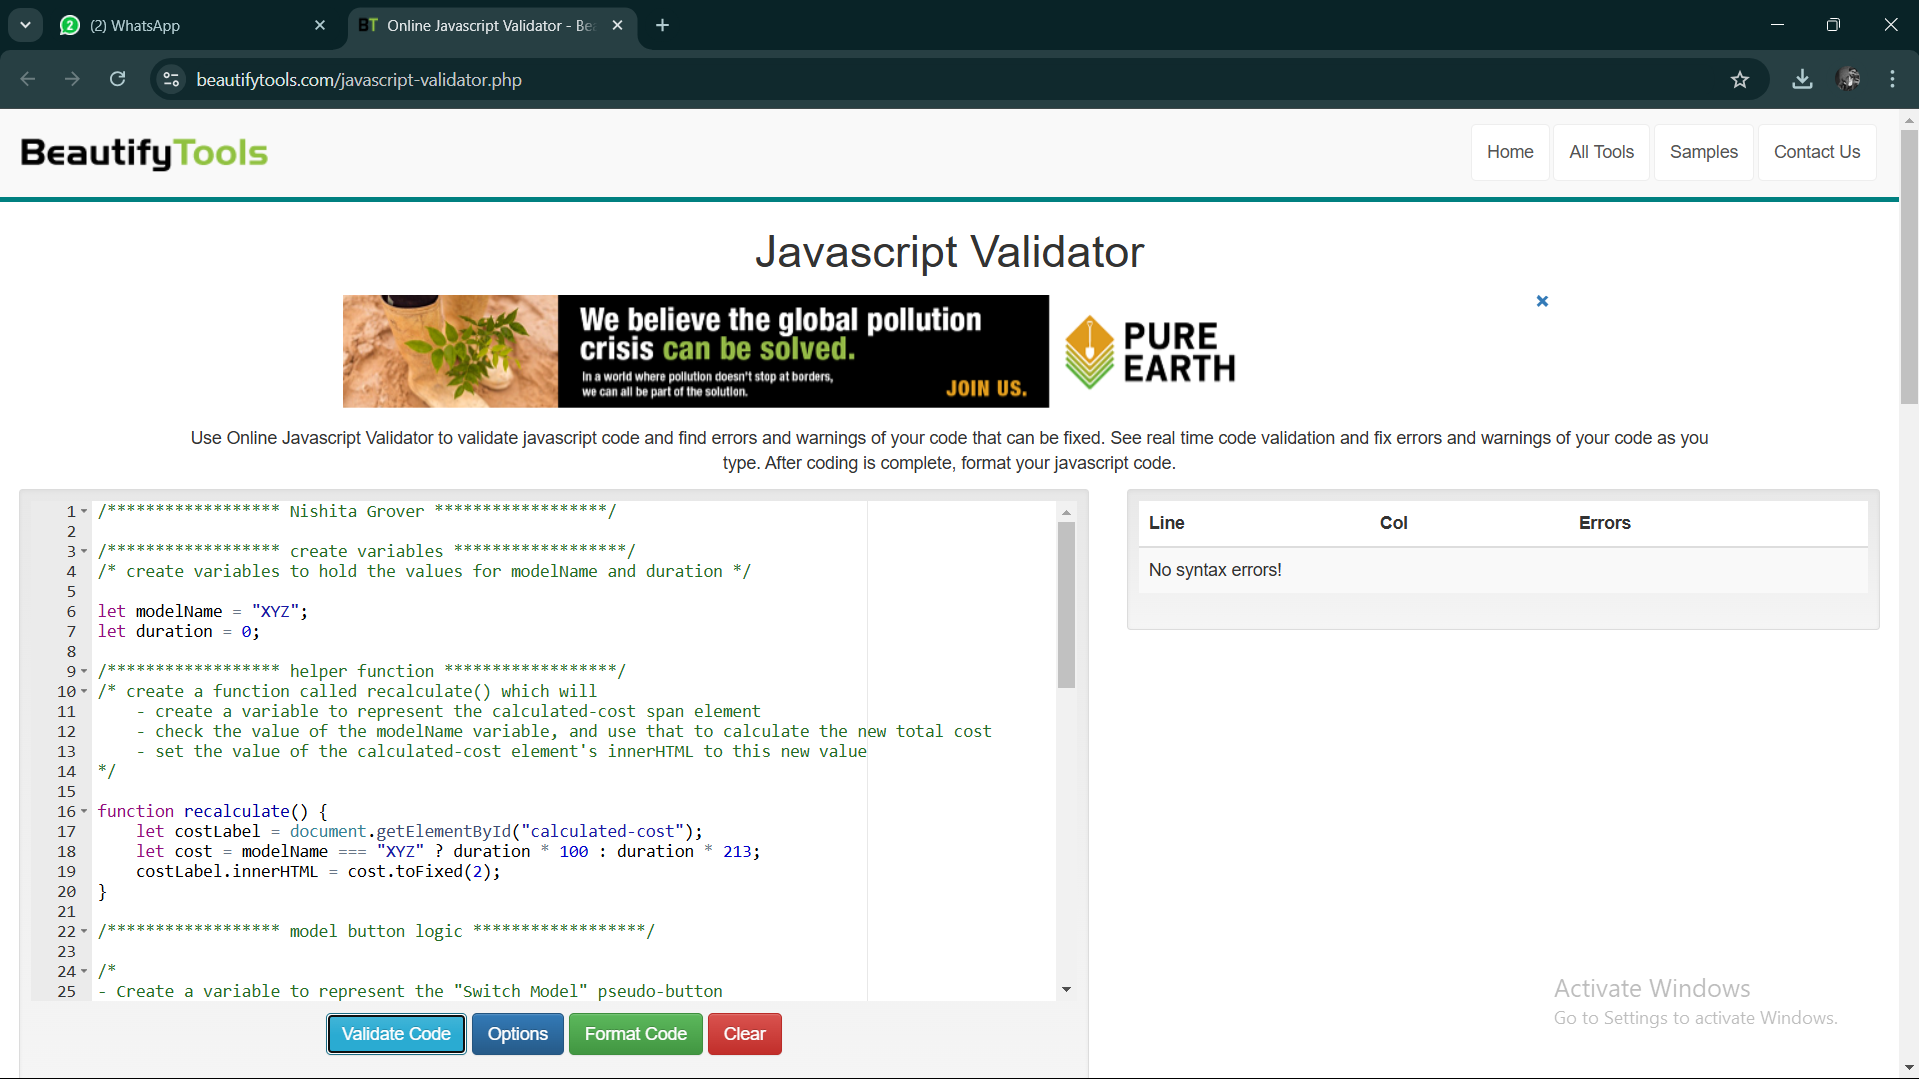 (2) WhatsApp
Online Javascript Validator - Be
beautifytools.com/javascript-validator.php
BeautifyTools
Home
All Tools
Samples
Contact Us
Javascript Validator
We believe the global pollution
crisis can be solved.
In a world where pollution doesn't stop at borders,
we can all be part of the solution.
JOIN US.
PURE
EARTH
Use Online Javascript Validator to validate javascript code and find errors and warnings of your code that can be fixed. See real time code validation and fix errors and warnings of your code as you
type. After coding is complete, format your javascript code.
1 /****************** Nishita Grover ******************/
2
3 /****************** create variables ******************/
4 /* create variables to hold the values for modelName and duration */
5
6 let modelName = "XYZ";
7 let duration = 0;
8
9 /****************** helper function ******************/
10 /* create a function called recalculate() which will
11 - create a variable to represent the calculated-cost span element
12 - check the value of the modelName variable, and use that to calculate the new total cost
13 - set the value of the calculated-cost element's innerHTML to this new value
14 */
15
16 function recalculate() {
17 let costLabel = document.getElementById("calculated-cost");
18 let cost = modelName === "XYZ" ? duration * 100 : duration * 213;
19 costLabel.innerHTML = cost.toFixed(2);
20 }
21
22 /****************** model button logic ******************/
23
24 /*
25 - Create a variable to represent the "Switch Model" pseudo-button
Validate Code
Options
Format Code
Clear
Line Col Errors
No syntax errors!
Activate Windows
Go to Settings to activate Windows.